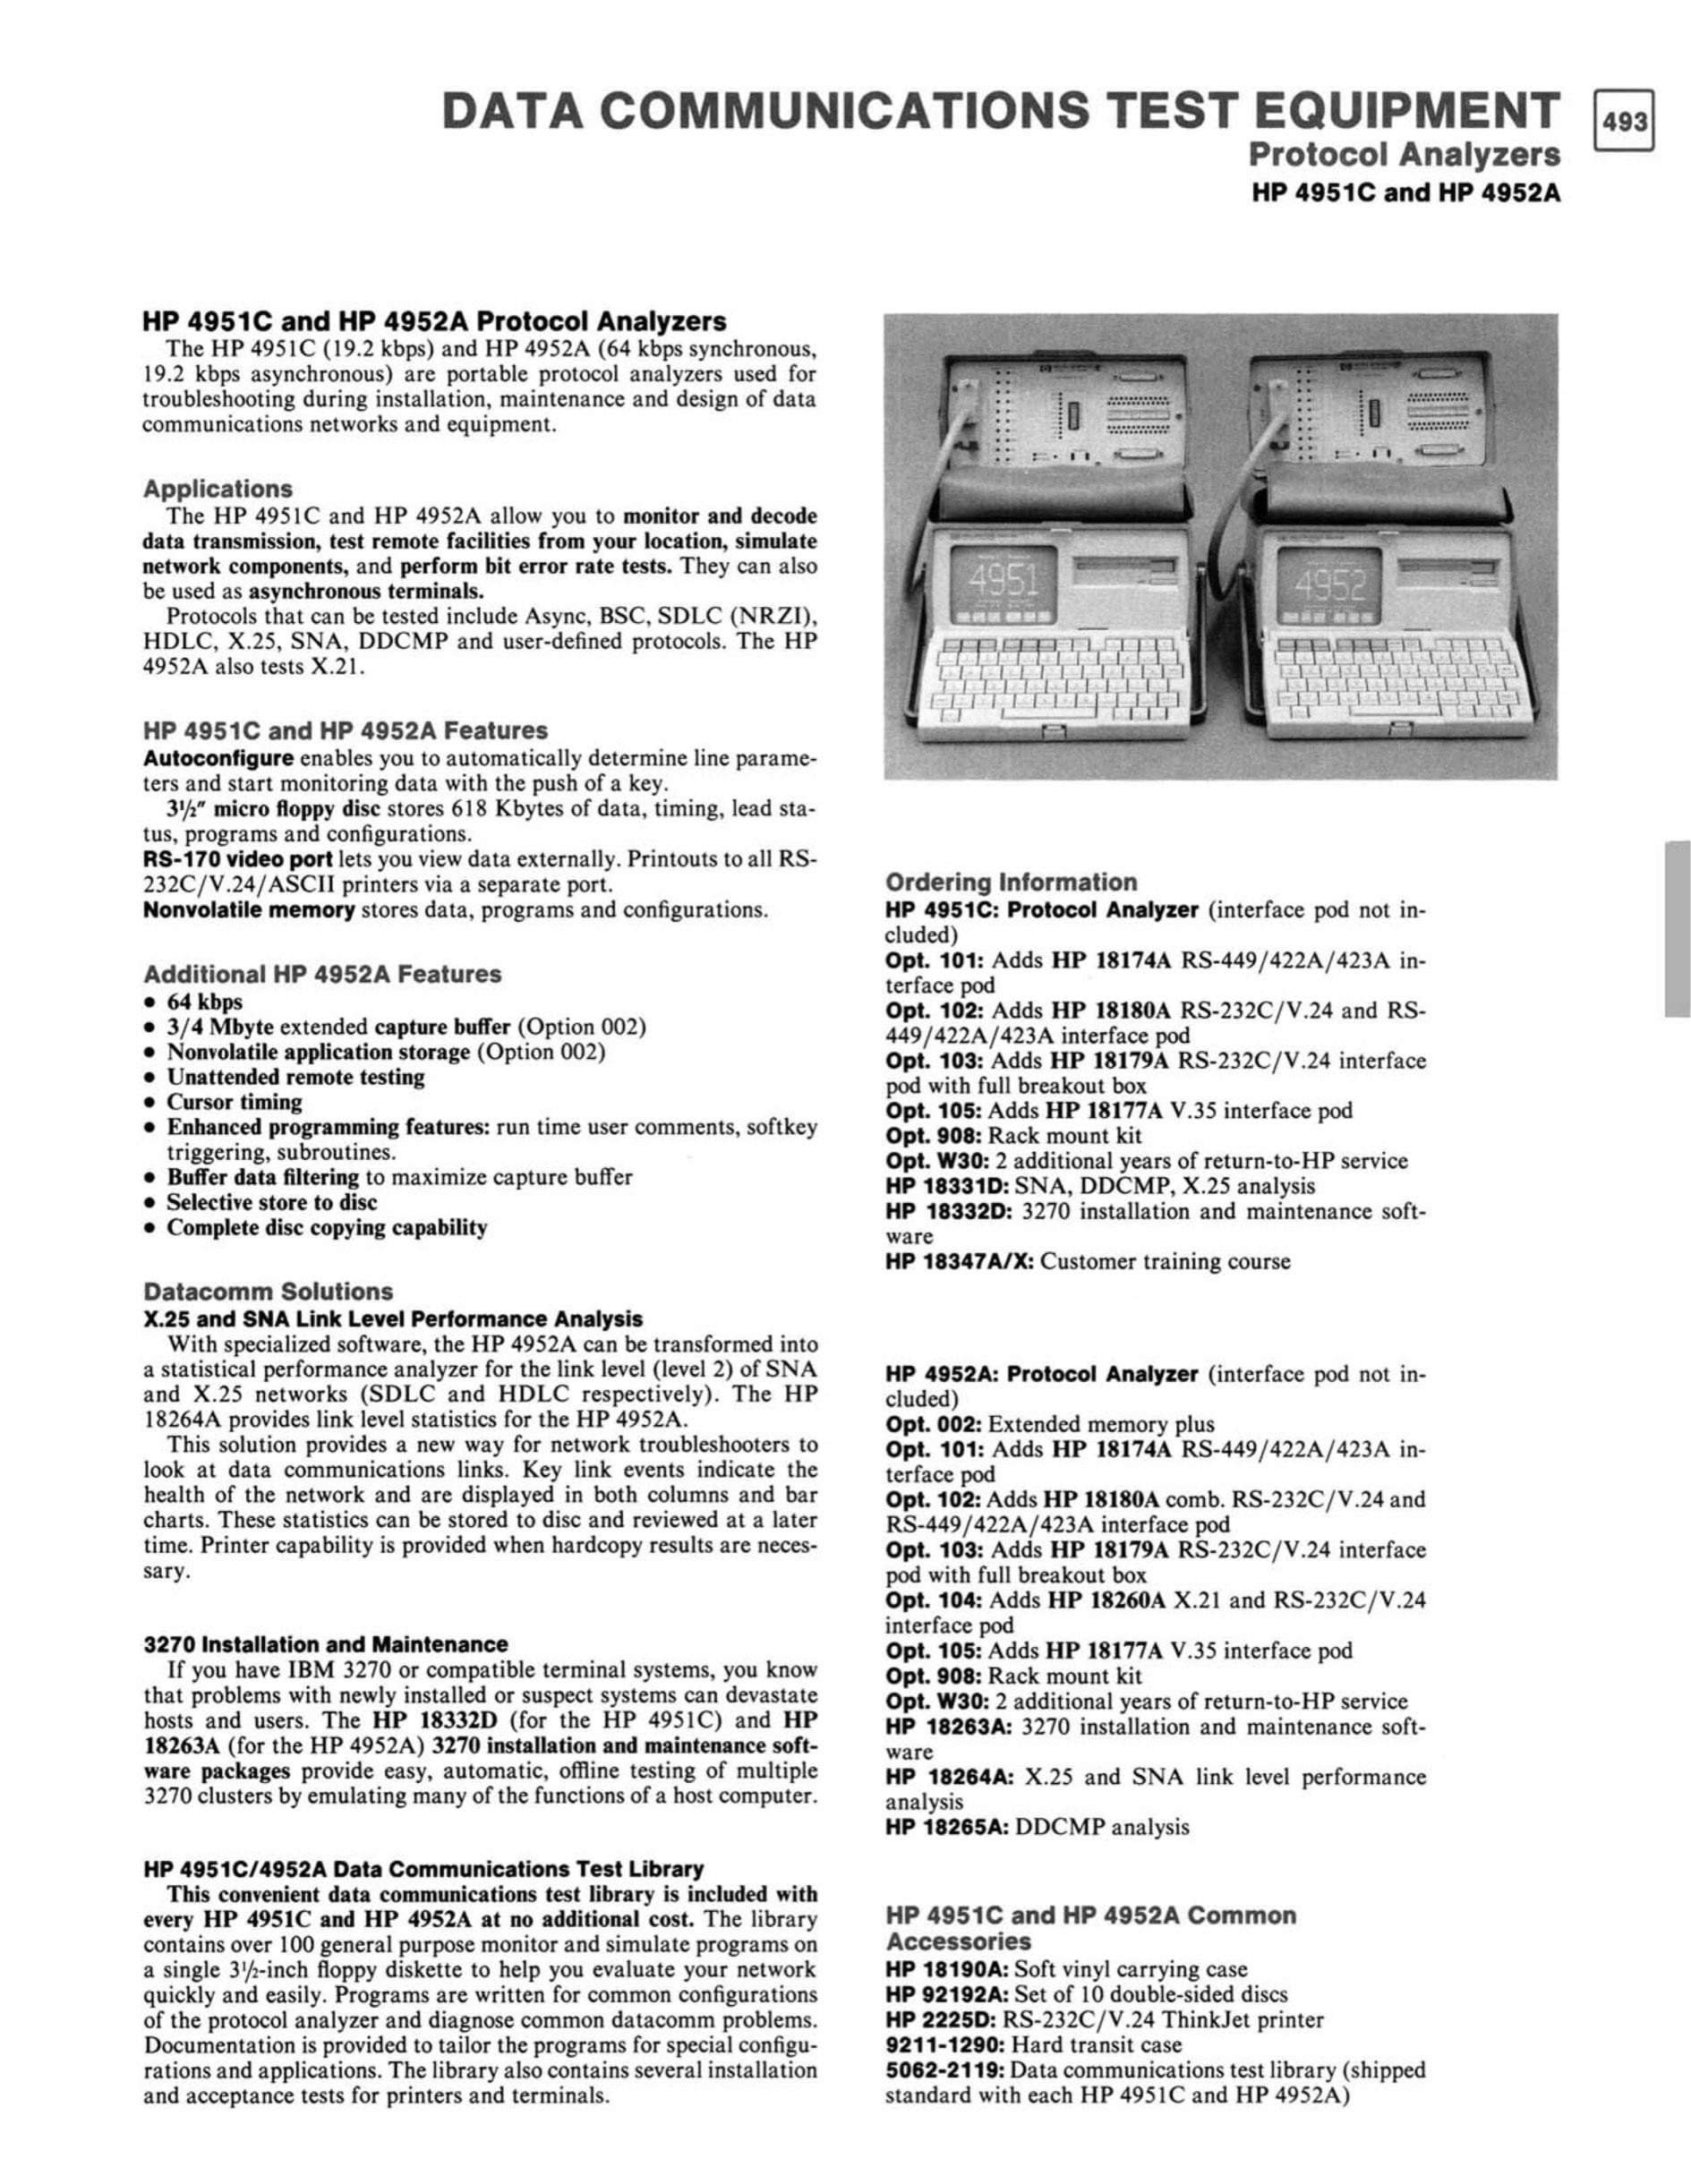 DATA COMMUNICATIONS TEST EQUIPMENT
493
Protocol Analyzers
HP 4951C and HP 4952A
HP 4951C and HP 4952A Protocol Analyzers
The HP 4951C (19.2 kbps) and HP 4952A (64 kbps synchronous,
19.2 kbps asynchronous) are portable protocol analyzers used for
troubleshooting during installation, maintenance and design of data
communications networks and equipment.
Applications
The HP 4951C and HP 4952A allow you to monitor and decode
data transmission, test remote facilities from your location, simulate
network components, and perform bit error rate tests. They can also
be used as asynchronous terminals.
Protocols that can be tested include Async, BSC, SDLC (NRZI),
HDLC, X.25, SNA, DDCMP and user-defined protocols. The HP
4952A also tests X.21.
HP 4951C and HP 4952A Features
Autoconfigure enables you to automatically determine line parame-
ters and start monitoring data with the push of a key.
3½″ micro floppy disc stores 618 Kbytes of data, timing, lead sta-
tus, programs and configurations.
RS-170 video port lets you view data externally. Printouts to all RS-
232C/V.24/ASCII printers via a separate port.
Nonvolatile memory stores data, programs and configurations.
Additional HP 4952A Features
• 64 kbps
• 3/4 Mbyte extended capture buffer (Option 002)
• Nonvolatile application storage (Option 002)
• Unattended remote testing
• Cursor timing
• Enhanced programming features: run time user comments, softkey
triggering, subroutines.
• Buffer data filtering to maximize capture buffer
• Selective store to disc
• Complete disc copying capability
Datacomm Solutions
X.25 and SNA Link Level Performance Analysis
With specialized software, the HP 4952A can be transformed into
a statistical performance analyzer for the link level (level 2) of SNA
and X.25 networks (SDLC and HDLC respectively). The HP
18264A provides link level statistics for the HP 4952A.
This solution provides a new way for network troubleshooters to
look at data communications links. Key link events indicate the
health of the network and are displayed in both columns and bar
charts. These statistics can be stored to disc and reviewed at a later
time. Printer capability is provided when hardcopy results are neces-
sary.
3270 Installation and Maintenance
If you have IBM 3270 or compatible terminal systems, you know
that problems with newly installed or suspect systems can devastate
hosts and users. The HP 18332D (for the HP 4951C) and HP
18263A (for the HP 4952A) 3270 installation and maintenance soft-
ware packages provide easy, automatic, offline testing of multiple
3270 clusters by emulating many of the functions of a host computer.
HP 4951C/4952A Data Communications Test Library
This convenient data communications test library is included with
every HP 4951C and HP 4952A at no additional cost. The library
contains over 100 general purpose monitor and simulate programs on
a single 3½-inch floppy diskette to help you evaluate your network
quickly and easily. Programs are written for common configurations
of the protocol analyzer and diagnose common datacomm problems.
Documentation is provided to tailor the programs for special configu-
rations and applications. The library also contains several installation
and acceptance tests for printers and terminals.
4951
4952
Ordering Information
HP 4951C: Protocol Analyzer (interface pod not in-
cluded)
Opt. 101: Adds HP 18174A RS-449/422A/423A in-
terface pod
Opt. 102: Adds HP 18180A RS-232C/V.24 and RS-
449/422A/423A interface pod
Opt. 103: Adds HP 18179A RS-232C/V.24 interface
pod with full breakout box
Opt. 105: Adds HP 18177A V.35 interface pod
Opt. 908: Rack mount kit
Opt. W30: 2 additional years of return-to-HP service
HP 18331D: SNA, DDCMP, X.25 analysis
HP 18332D: 3270 installation and maintenance soft-
ware
HP 18347A/X: Customer training course
HP 4952A: Protocol Analyzer (interface pod not in-
cluded)
Opt. 002: Extended memory plus
Opt. 101: Adds HP 18174A RS-449/422A/423A in-
terface pod
Opt. 102: Adds HP 18180A comb. RS-232C/V.24 and
RS-449/422A/423A interface pod
Opt. 103: Adds HP 18179A RS-232C/V.24 interface
pod with full breakout box
Opt. 104: Adds HP 18260A X.21 and RS-232C/V.24
interface pod
Opt. 105: Adds HP 18177A V.35 interface pod
Opt. 908: Rack mount kit
Opt. W30: 2 additional years of return-to-HP service
HP 18263A: 3270 installation and maintenance soft-
ware
HP 18264A: X.25 and SNA link level performance
analysis
HP 18265A: DDCMP analysis
HP 4951C and HP 4952A Common
Accessories
HP 18190A: Soft vinyl carrying case
HP 92192A: Set of 10 double-sided discs
HP 2225D: RS-232C/V.24 ThinkJet printer
9211-1290: Hard transit case
5062-2119: Data communications test library (shipped
standard with each HP 4951C and HP 4952A)